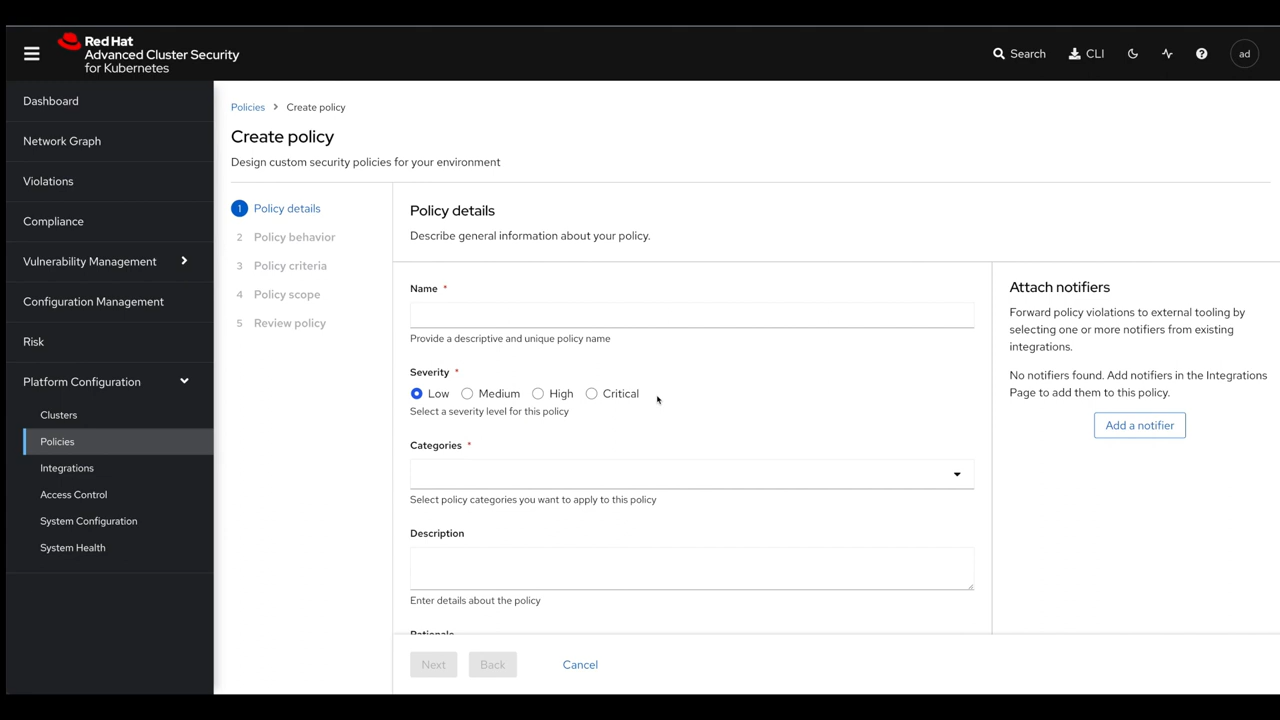 Red Hat
Advanced Cluster Security
for Kubernetes
Search
CLI
ad
Dashboard
Network Graph
Violations
Compliance
Vulnerability Management
Configuration Management
Risk
Platform Configuration
Clusters
Policies
Integrations
Access Control
System Configuration
System Health
Policies > Create policy
Create policy
Design custom security policies for your environment
1 Policy details
2 Policy behavior
3 Policy criteria
4 Policy scope
5 Review policy
Policy details
Describe general information about your policy.
Name *
Provide a descriptive and unique policy name
Severity *
Low Medium High Critical
Select a severity level for this policy
Categories *
Select policy categories you want to apply to this policy
Description
Enter details about the policy
Rationale
Attach notifiers
Forward policy violations to external tooling by
selecting one or more notifiers from existing
integrations.
No notifiers found. Add notifiers in the Integrations
Page to add them to this policy.
Add a notifier
Next Back Cancel